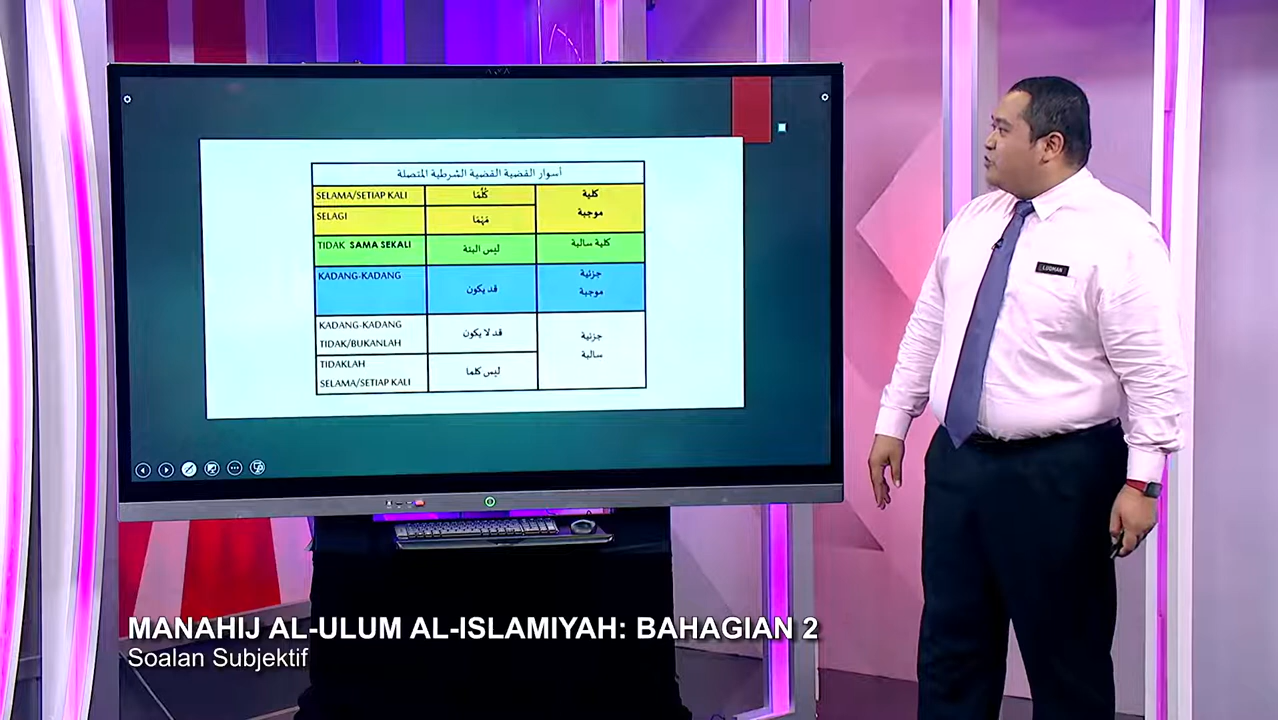 أسوار القضية القضية الشرطية المتصلة
SELAMA/SETIAP KALI
كُلَّمَا
كلية
موجبة
SELAGI
مَهْمَا
TIDAK SAMA SEKALI
ليس البتة
كلية سالبة
KADANG-KADANG
قد يكون
جزئية
موجبة
KADANG-KADANG
TIDAK/BUKANLAH
قد لا يكون
جزئية
سالبة
TIDAKLAH
SELAMA/SETIAP KALI
ليس كلما
LUQMAN
MANAHIJ AL-ULUM AL-ISLAMIYAH: BAHAGIAN 2
Soalan Subjektif